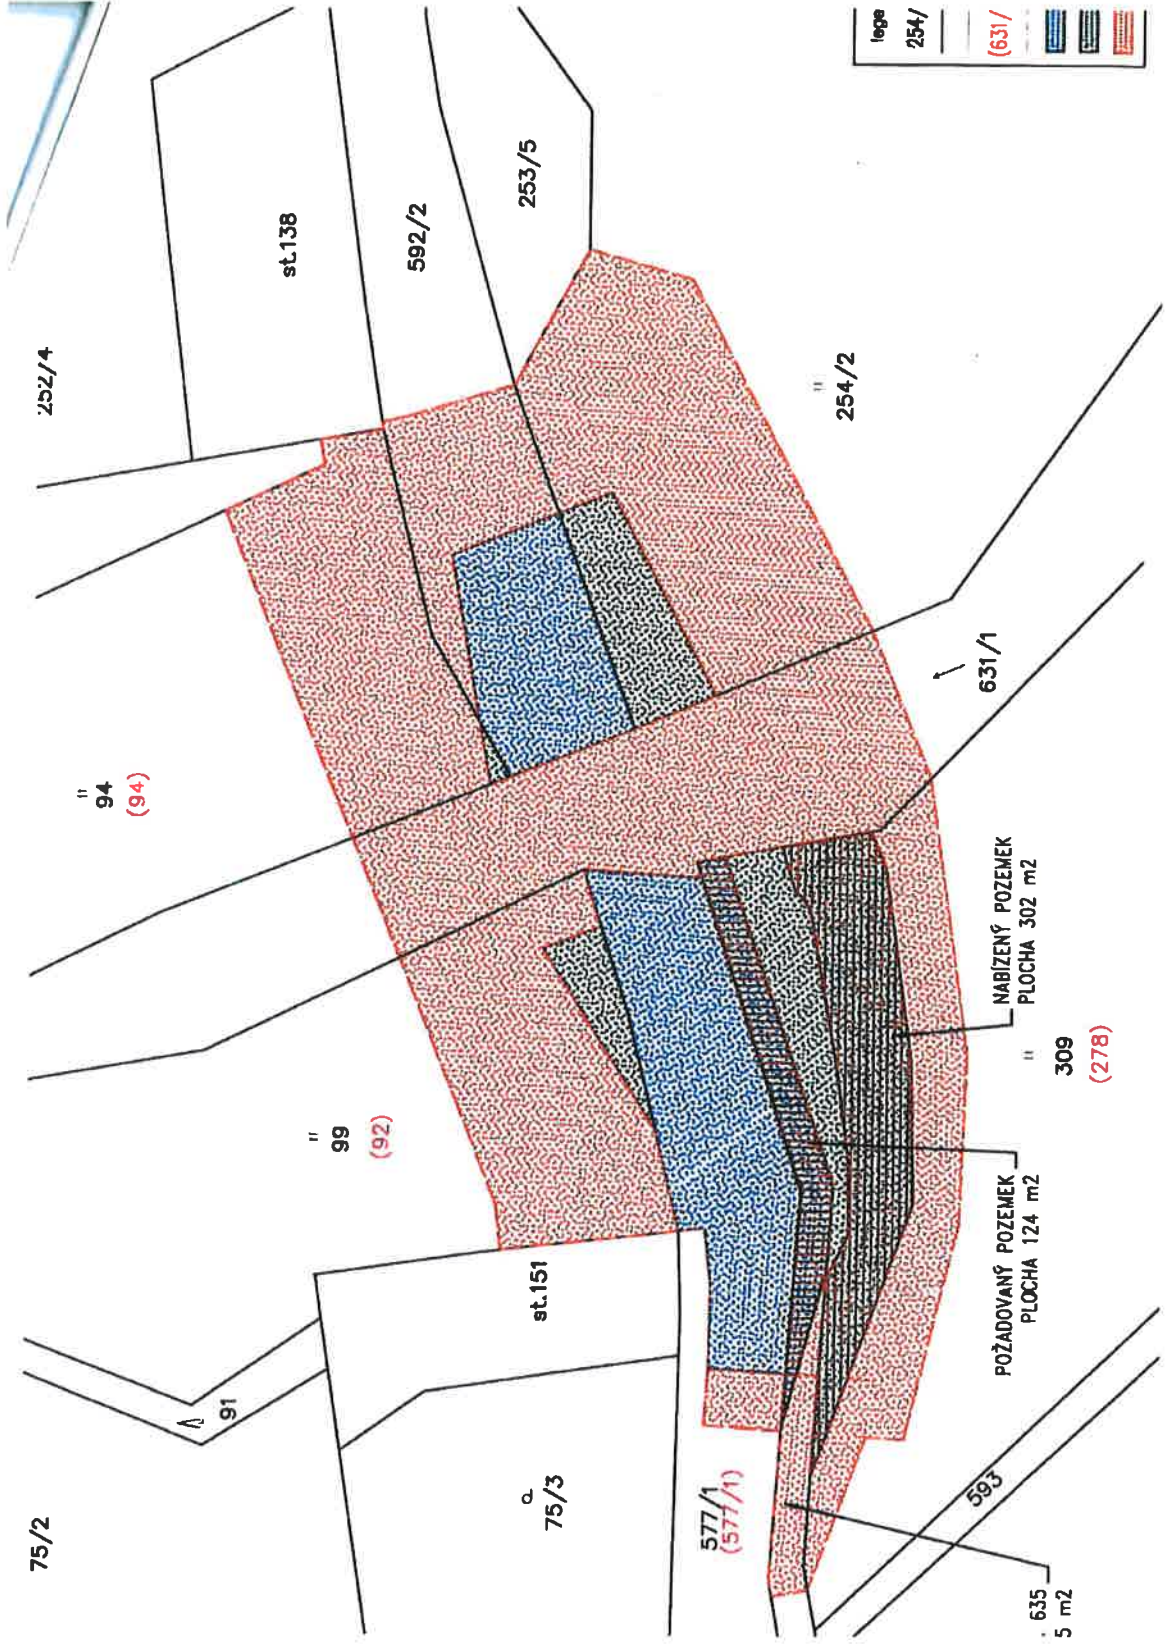 75/2
91
75/3
577/1
(577/1)
593
. 635
5 m2
st.151
99
(92)
POŽADOVANÝ POZEMEK
PLOCHA 124 m2
309
(278)
NABÍZENÝ POZEMEK
PLOCHA 302 m2
94
(94)
631/1
254/2
252/4
st.138
592/2
253/5
lege
254/
(631/